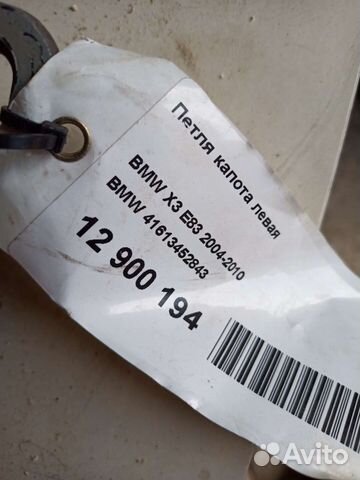 Петля капота левая
BMW X3 E83 2004-2010
BMW 41613452843
12 900 194
Avito